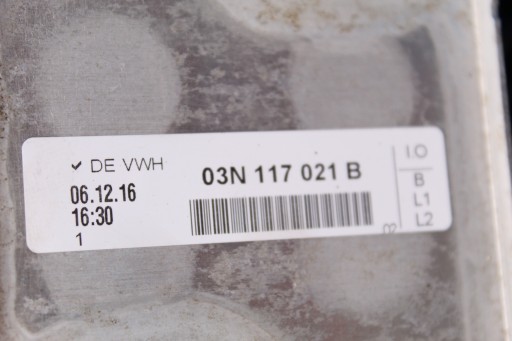 ✓ DE VWH
06.12.16
16:30
1
03N 117 021 B
02
I.O
B
L1
L2